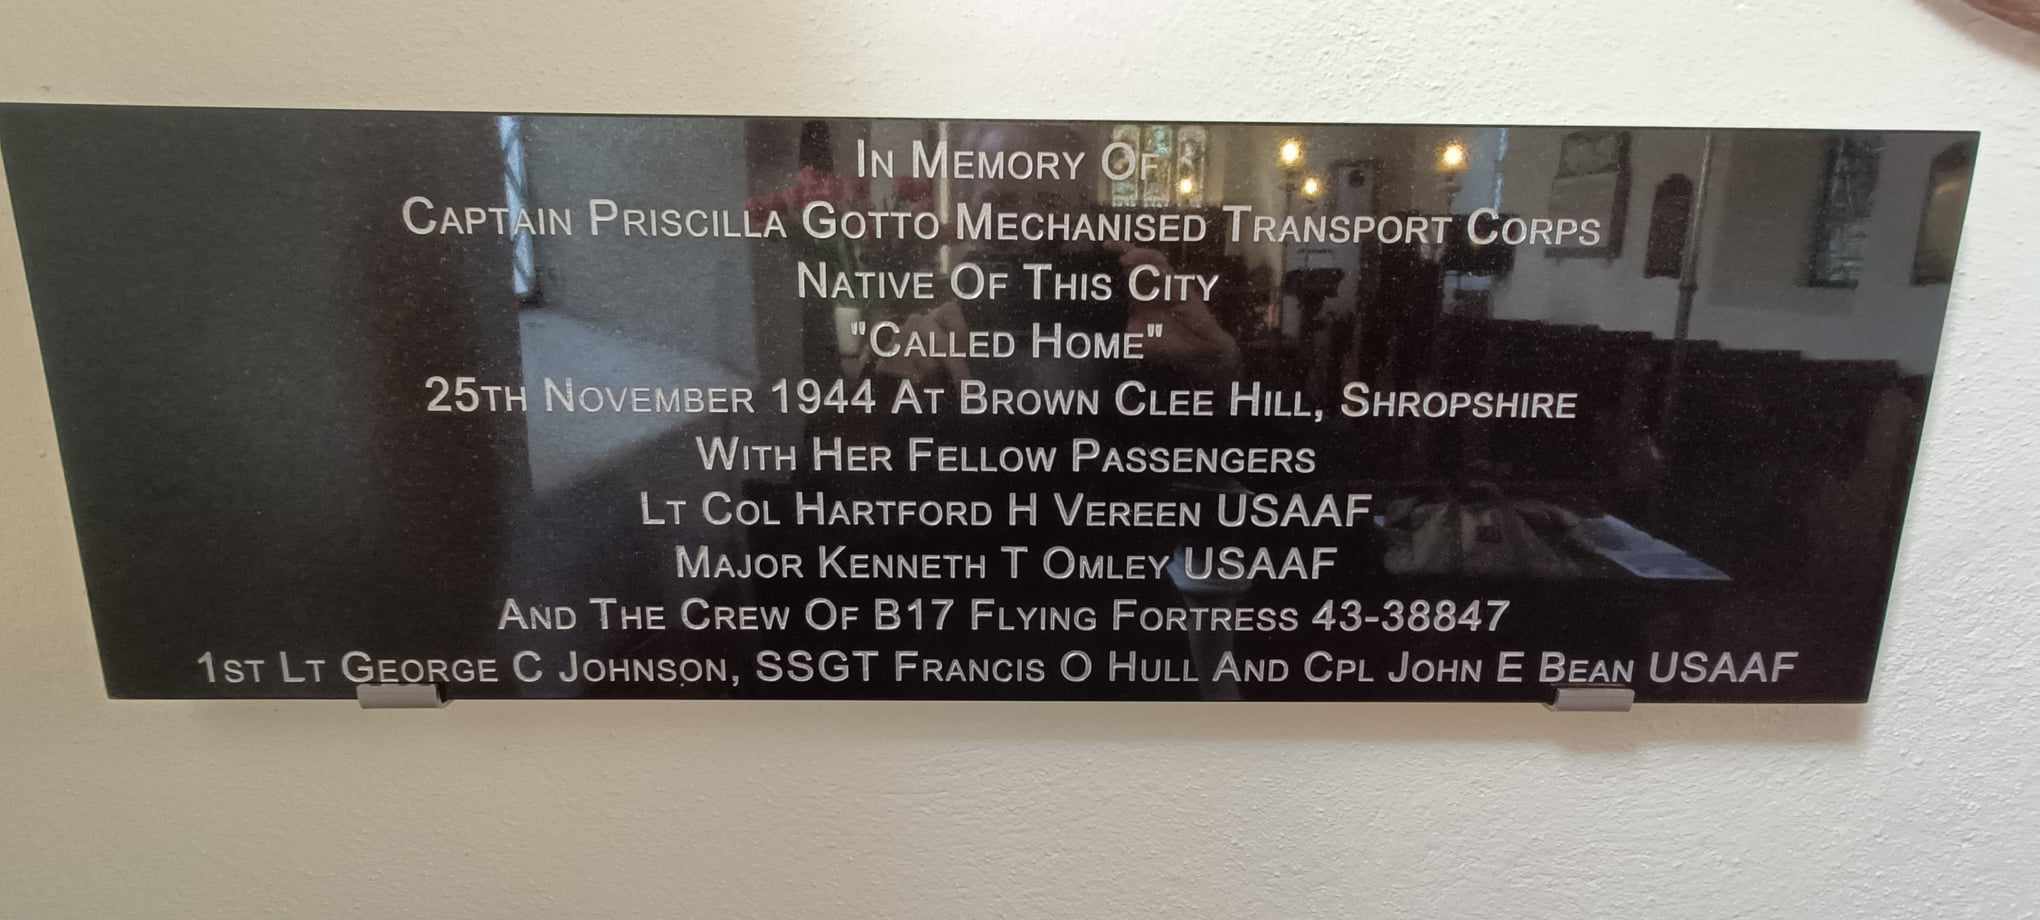 In Memory Of
Captain Priscilla Gotto Mechanised Transport Corps
Native Of This City
"Called Home"
25th November 1944 At Brown Clee Hill, Shropshire
With Her Fellow Passengers
Lt Col Hartford H Vereen USAAF
Major Kenneth T Omley USAAF
And The Crew Of B17 Flying Fortress 43-38847
1st Lt George C Johnson, SSGT Francis O Hull And Cpl John E Bean USAAF